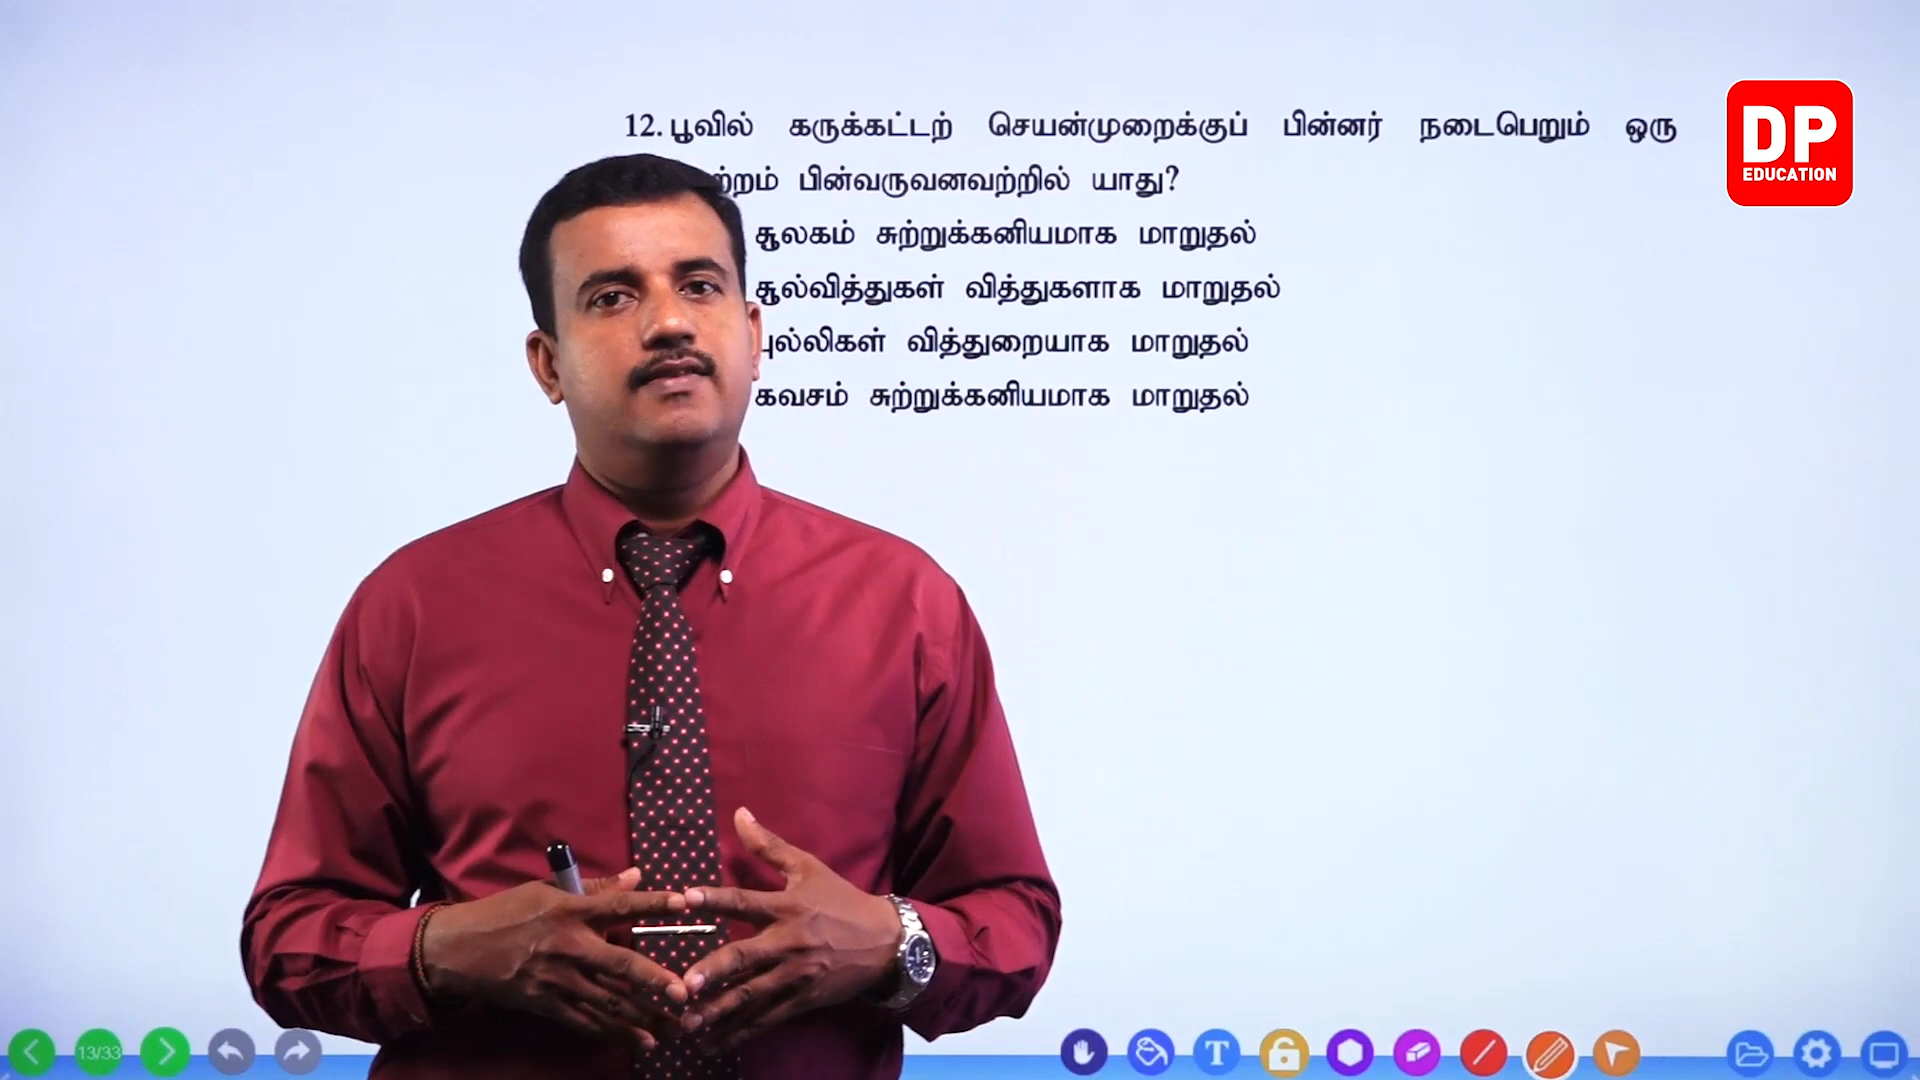 12. பூவில் கருக்கட்டற் செயன்முறைக்குப் பின்னர் நடைபெறும் ஒரு
பின்வருவனவற்றில் யாது?
சூலகம் சுற்றுக்கனியமாக மாறுதல்
சூல்வித்துகள் வித்துகளாக மாறுதல்
புல்லிகள் வித்துறையாக மாறுதல்
கவசம் சுற்றுக்கனியமாக மாறுதல்
DP
EDUCATION
13/33
T